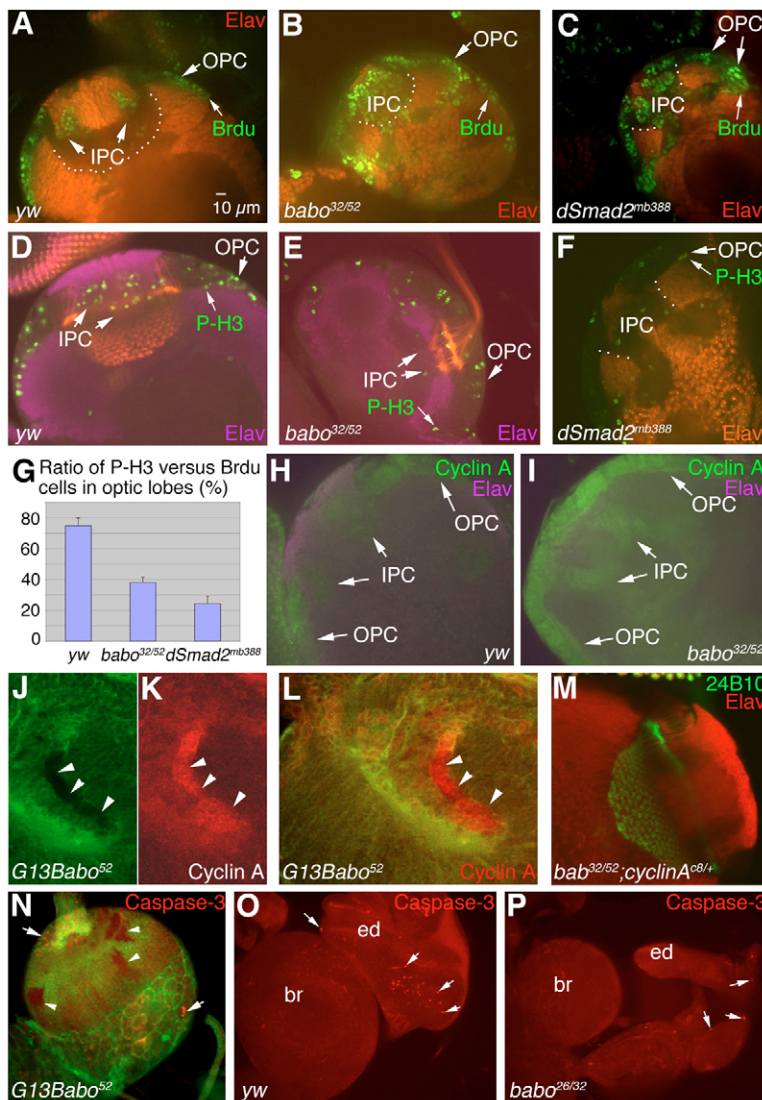 A Elav
OPC
Brdu
IPC
10 µm
yw
B
OPC
IPC
Brdu
babo32/52 Elav
C OPC
IPC
Brdu
dSmad2mb388 Elav
D OPC
P-H3
IPC
yw Elav
E
IPC
OPC
P-H3
babo32/52 Elav
F OPC
P-H3
IPC
dSmad2mb388 Elav
G Ratio of P-H3 versus Brdu
cells in optic lobes (%)
80
60
40
20
0
yw babo32/52 dSmad2mb388
H Cyclin A
Elav
OPC
IPC
OPC
yw
I Cyclin A
Elav
OPC
IPC
OPC
babo32/52
J
G13Babo52
K
Cyclin A
L
G13Babo52 Cyclin A
M 24B10
Elav
bab32/52;cyclinAc8/+
N Caspase-3
G13Babo52
O Caspase-3
ed
br
yw
P Caspase-3
ed
br
babo26/32